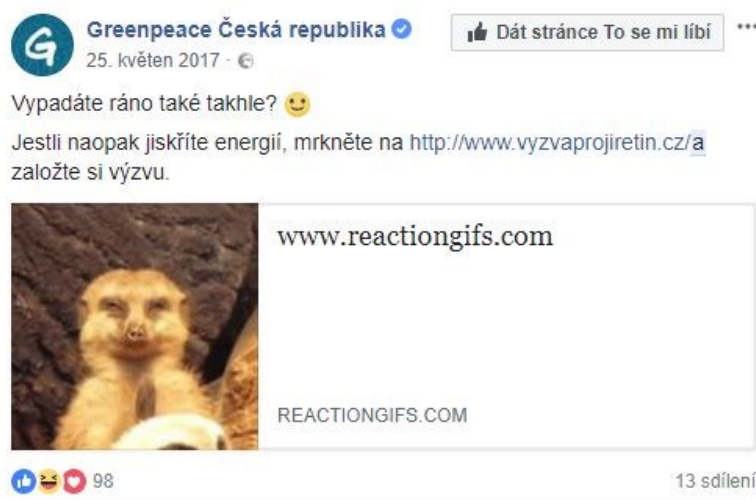 Greenpeace Česká republika
Dát stránce To se mi líbí
25. květen 2017 ·
Vypadáte ráno také takhle?
Jestli naopak jiskříte energií, mrkněte na http://www.vyzvaprojiretin.cz/a
založte si výzvu.
www.reactiongifs.com
REACTIONGIFS.COM
98
13 sdílení